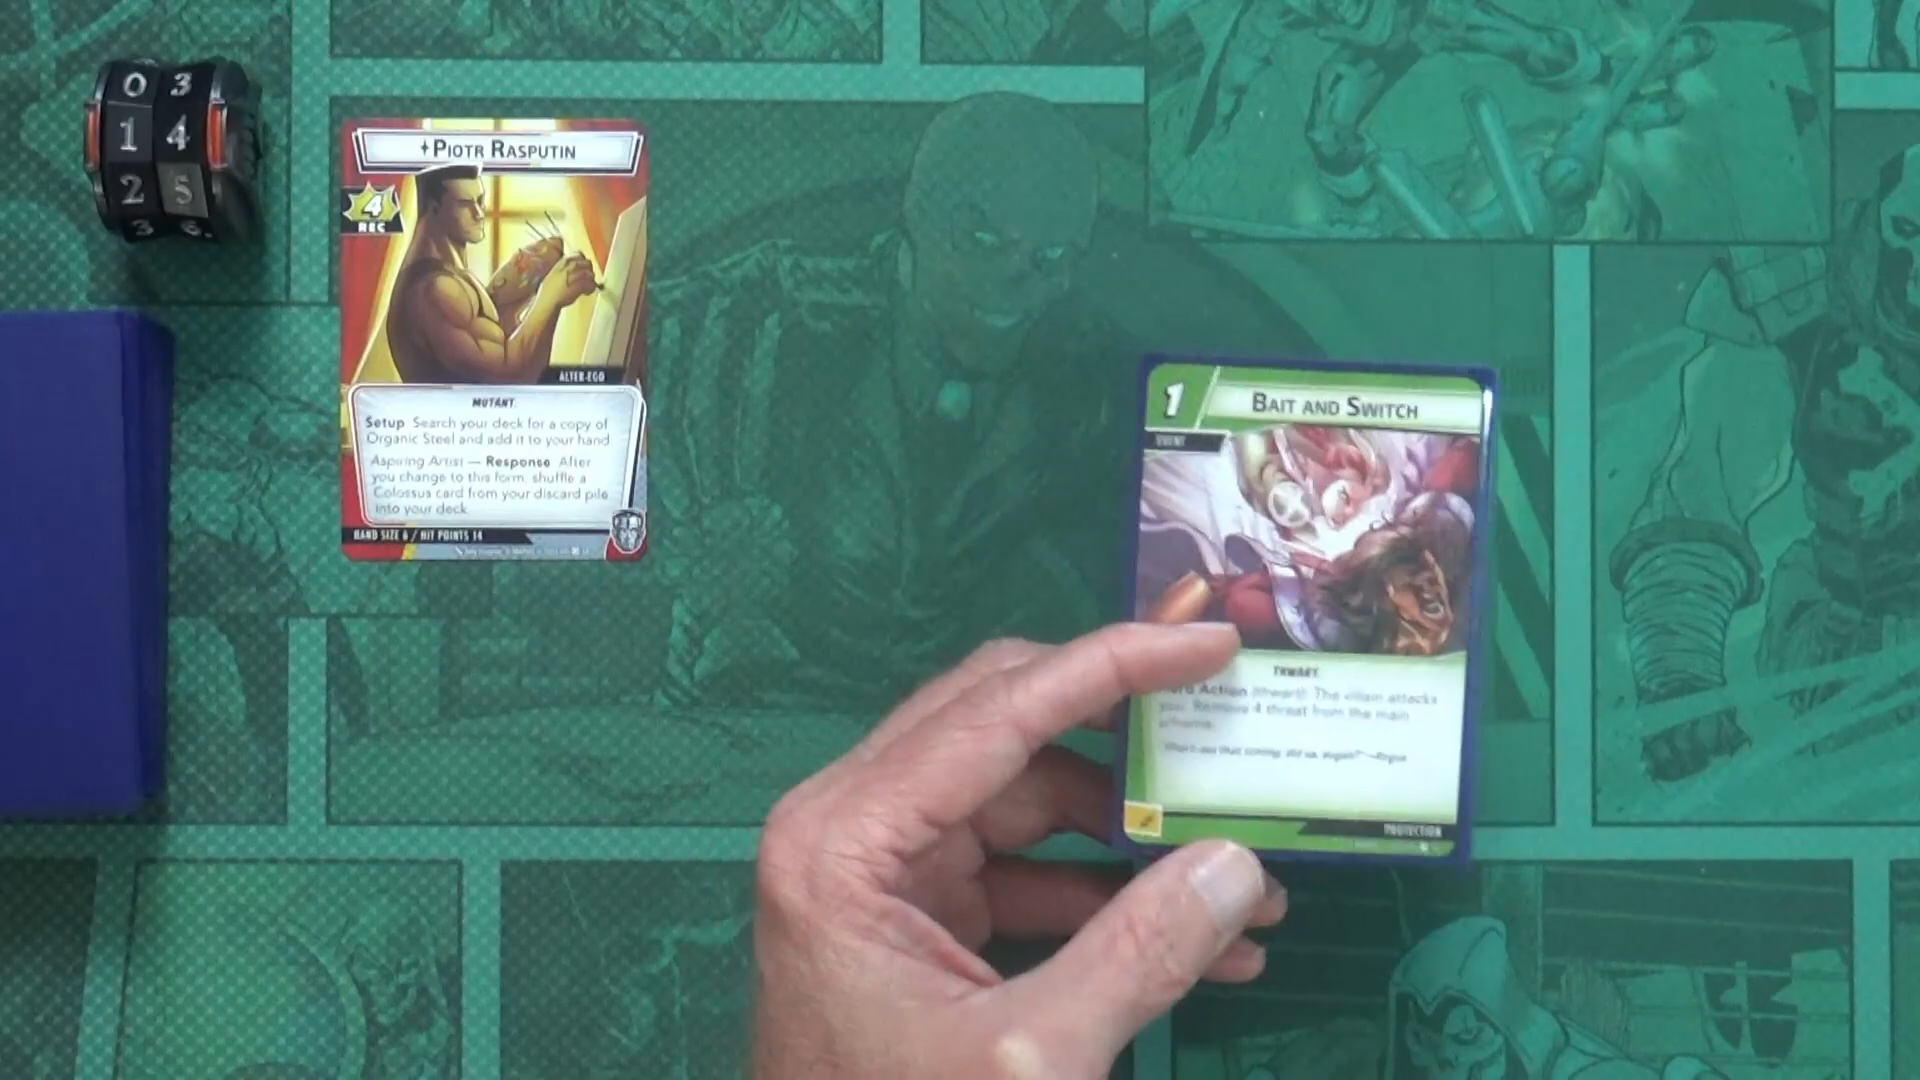 0 3
1 4
2 5
3 6
PIOTR RASPUTIN
4
REC
ALTER-EGO
MUTANT.
Setup Search your deck for a copy of
Organic Steel and add it to your hand
Aspiring Artist — Response After
you change to this form, shuffle a
Colossus card from your discard pile
into your deck
HAND SIZE 6 / HIT POINTS 14
1
BAIT AND SWITCH
EVENT
THWART.
Action (thwart): The villain attacks
you. Remove 4 threat from the main
scheme.
—Rogue
PROTECTION